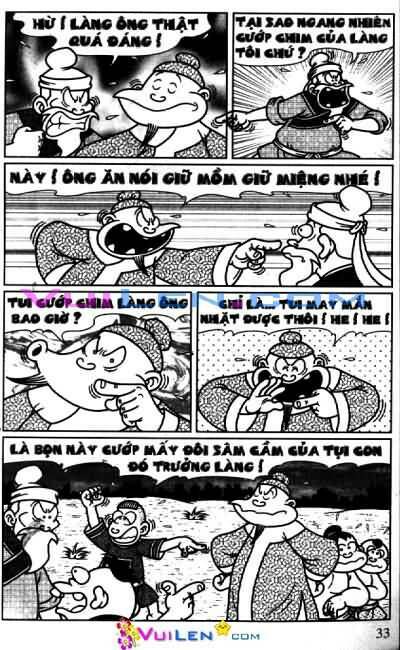 HỪ ! LÀNG ÔNG THẬT
QUÁ ĐÁNG !
TẠI SAO NGANG NHIÊN
CƯỚP CHIM CỦA LÀNG
TÔI CHỨ ?
NÀY ! ÔNG ĂN NÓI GIỮ MỒM GIỮ MIỆNG NHÉ !
TUI CƯỚP CHIM LÀNG ÔNG
BAO GIỜ ?
CHỈ LÀ... TUI MAY MẮN
NHẶT ĐƯỢC THÔI ! HE ! HE !
VUILEN.COM
LÀ BỌN NÀY CƯỚP MẤY ĐÔI SÂM CẦM CỦA TỤI CON
ĐÓ TRƯỞNG LÀNG !
33
VUILEN.COM